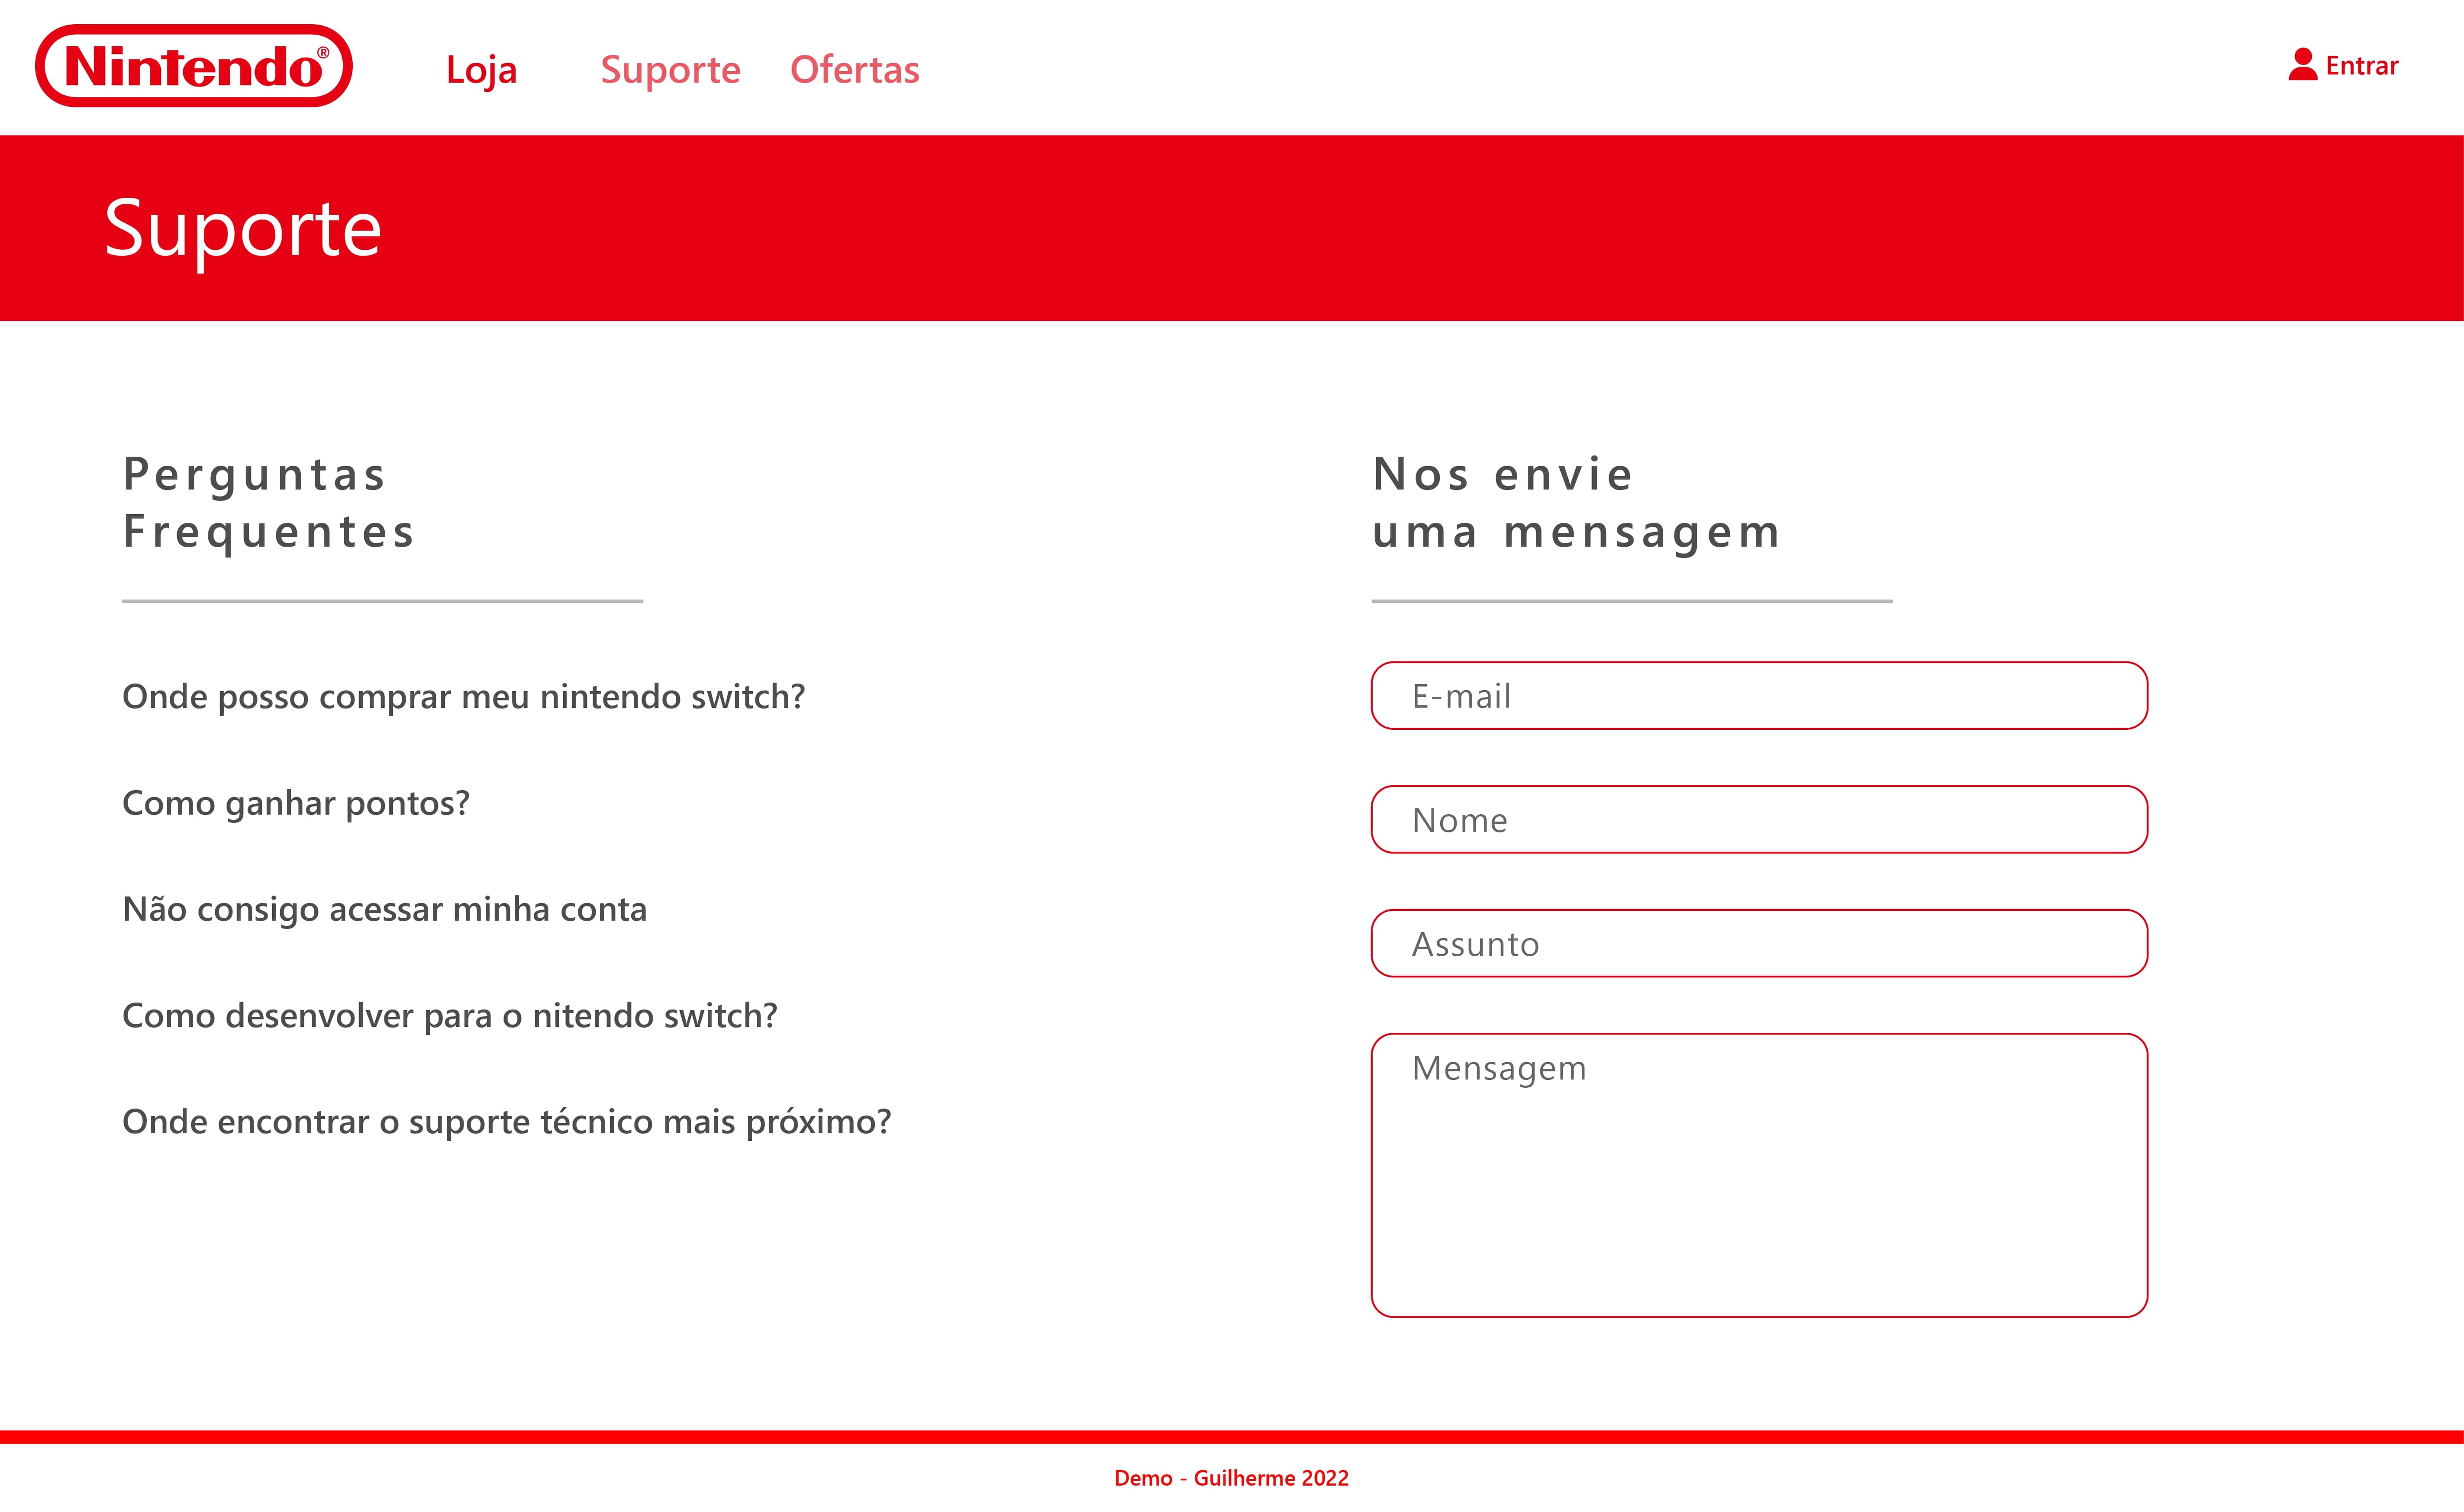 Nintendo®
Loja Suporte Ofertas
Entrar
Suporte
Perguntas
Frequentes
Onde posso comprar meu nintendo switch?
Como ganhar pontos?
Não consigo acessar minha conta
Como desenvolver para o nitendo switch?
Onde encontrar o suporte técnico mais próximo?
Nos envie
uma mensagem
E-mail
Nome
Assunto
Mensagem
Demo - Guilherme 2022